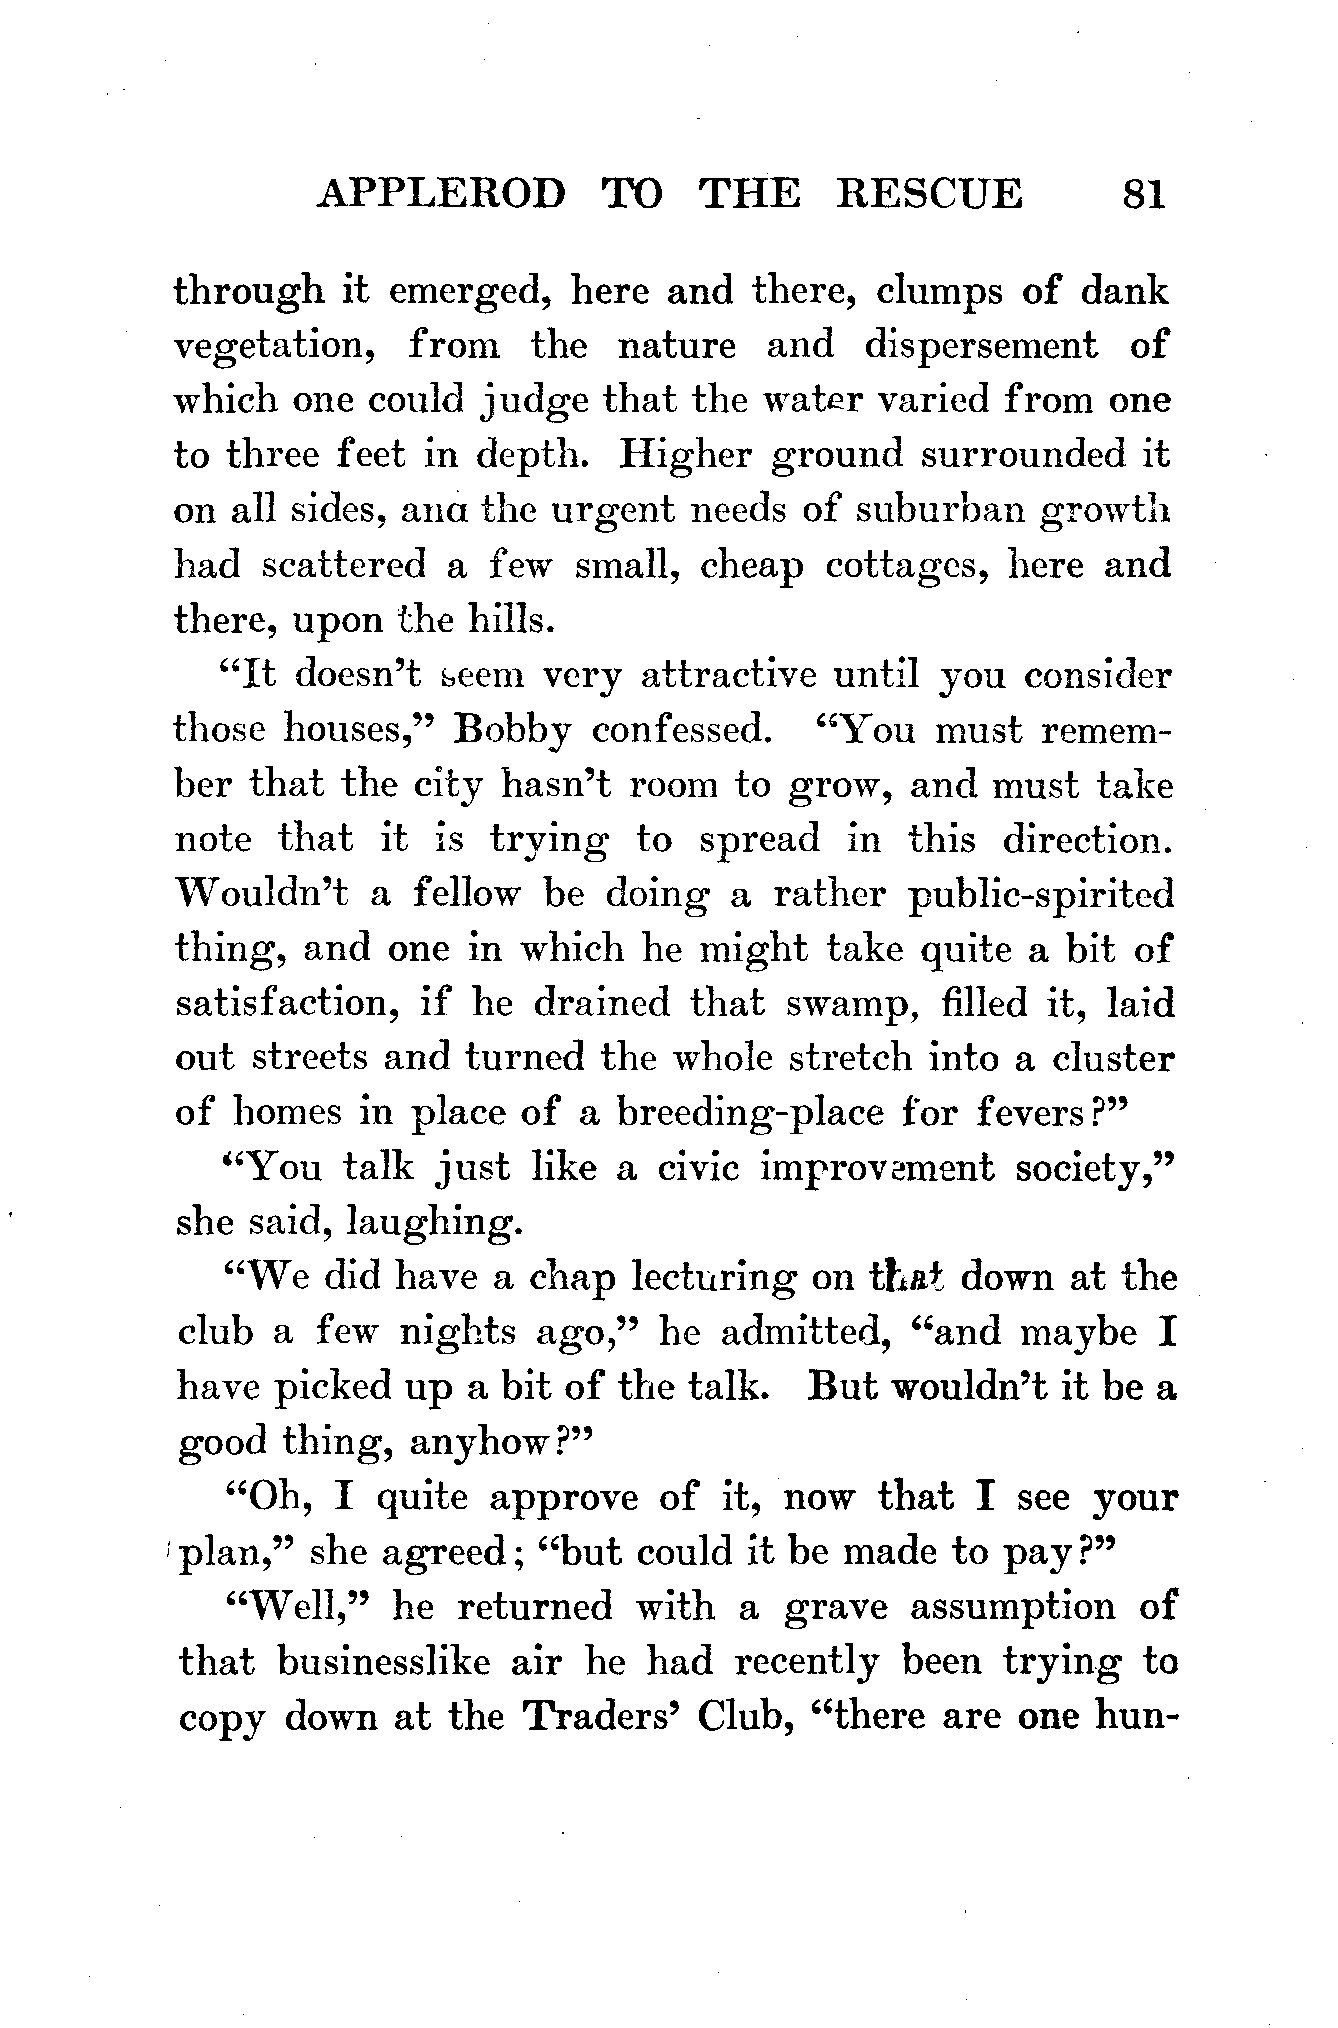 APPLEROD TO THE RESCUE 81
through it emerged, here and there, clumps of dank
vegetation, from the nature and dispersement of
which one could judge that the water varied from one
to three feet in depth. Higher ground surrounded it
on all sides, and the urgent needs of suburban growth
had scattered a few small, cheap cottages, here and
there, upon the hills.
“It doesn’t seem very attractive until you consider
those houses,” Bobby confessed. “You must remem-
ber that the city hasn’t room to grow, and must take
note that it is trying to spread in this direction.
Wouldn’t a fellow be doing a rather public-spirited
thing, and one in which he might take quite a bit of
satisfaction, if he drained that swamp, filled it, laid
out streets and turned the whole stretch into a cluster
of homes in place of a breeding-place for fevers?”
“You talk just like a civic improvement society,”
she said, laughing.
“We did have a chap lecturing on that down at the
club a few nights ago,” he admitted, “and maybe I
have picked up a bit of the talk. But wouldn’t it be a
good thing, anyhow?”
“Oh, I quite approve of it, now that I see your
plan,” she agreed; “but could it be made to pay?”
“Well,” he returned with a grave assumption of
that businesslike air he had recently been trying to
copy down at the Traders’ Club, “there are one hun-